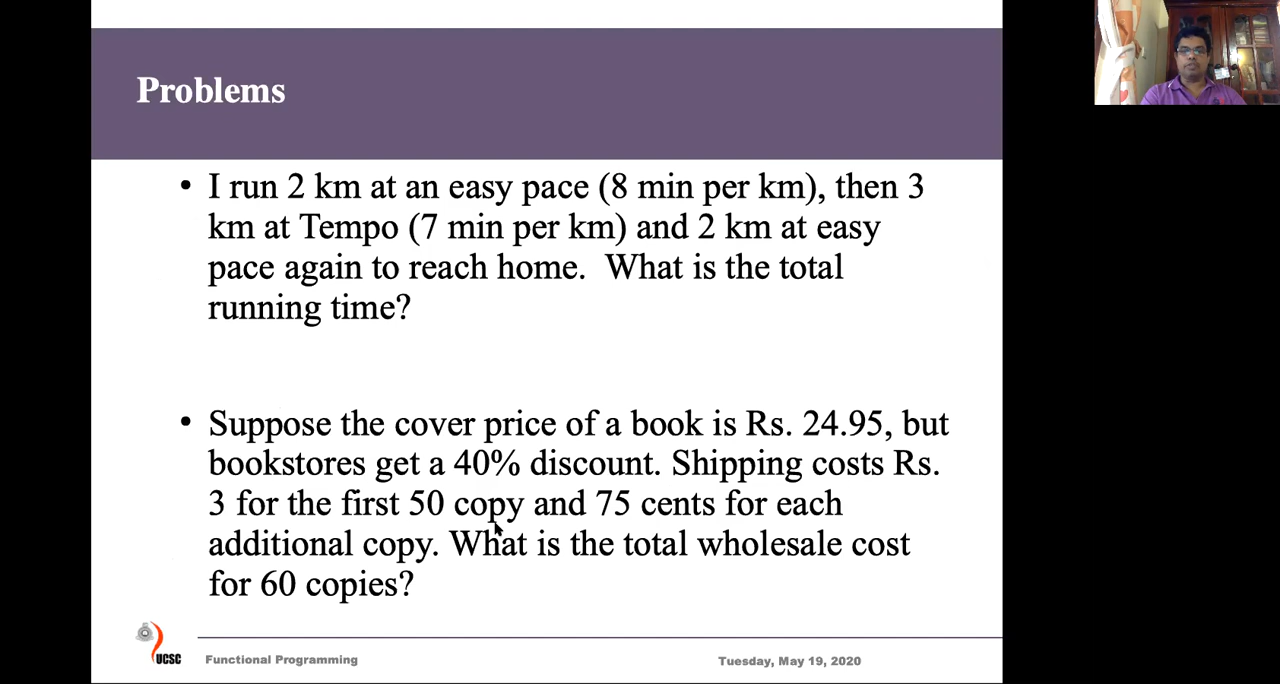 Problems
• I run 2 km at an easy pace (8 min per km), then 3
km at Tempo (7 min per km) and 2 km at easy
pace again to reach home.  What is the total
running time?
• Suppose the cover price of a book is Rs. 24.95, but
bookstores get a 40% discount. Shipping costs Rs.
3 for the first 50 copy and 75 cents for each
additional copy. What is the total wholesale cost
for 60 copies?
UCSC
Functional Programming
Tuesday, May 19, 2020